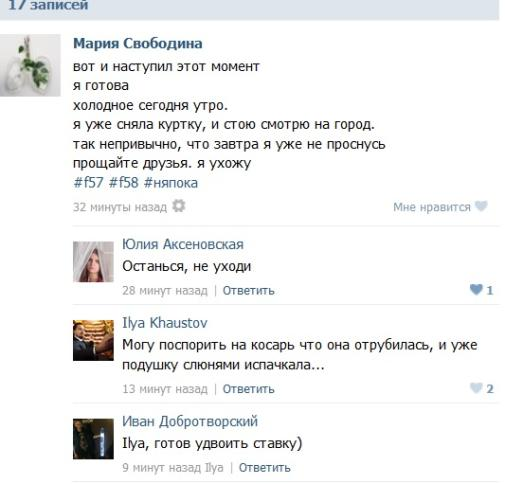 17 записей
Мария Свободина
вот и наступил этот момент
я готова
холодное сегодня утро.
я уже сняла куртку, и стою смотрю на город.
так непривычно, что завтра я уже не проснусь
прощайте друзья. я ухожу
#f57 #f58 #няпока
32 минуты назад
Мне нравится
Юлия Аксеновская
Останься, не уходи
28 минут назад | Ответить
1
Ilya Khaustov
Могу поспорить на косарь что она отрубилась, и уже
подушку слюнями испачкала...
13 минут назад | Ответить
2
Иван Добротворский
Ilya, готов удвоить ставку)
9 минут назад Ilya | Ответить